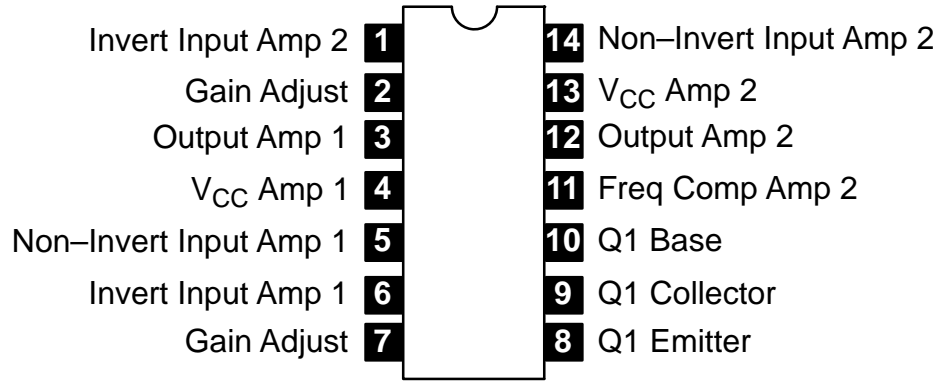 Invert Input Amp 2 1
Gain Adjust 2
Output Amp 1 3
VCC Amp 1 4
Non–Invert Input Amp 1 5
Invert Input Amp 1 6
Gain Adjust 7
14 Non–Invert Input Amp 2
13 VCC Amp 2
12 Output Amp 2
11 Freq Comp Amp 2
10 Q1 Base
9 Q1 Collector
8 Q1 Emitter